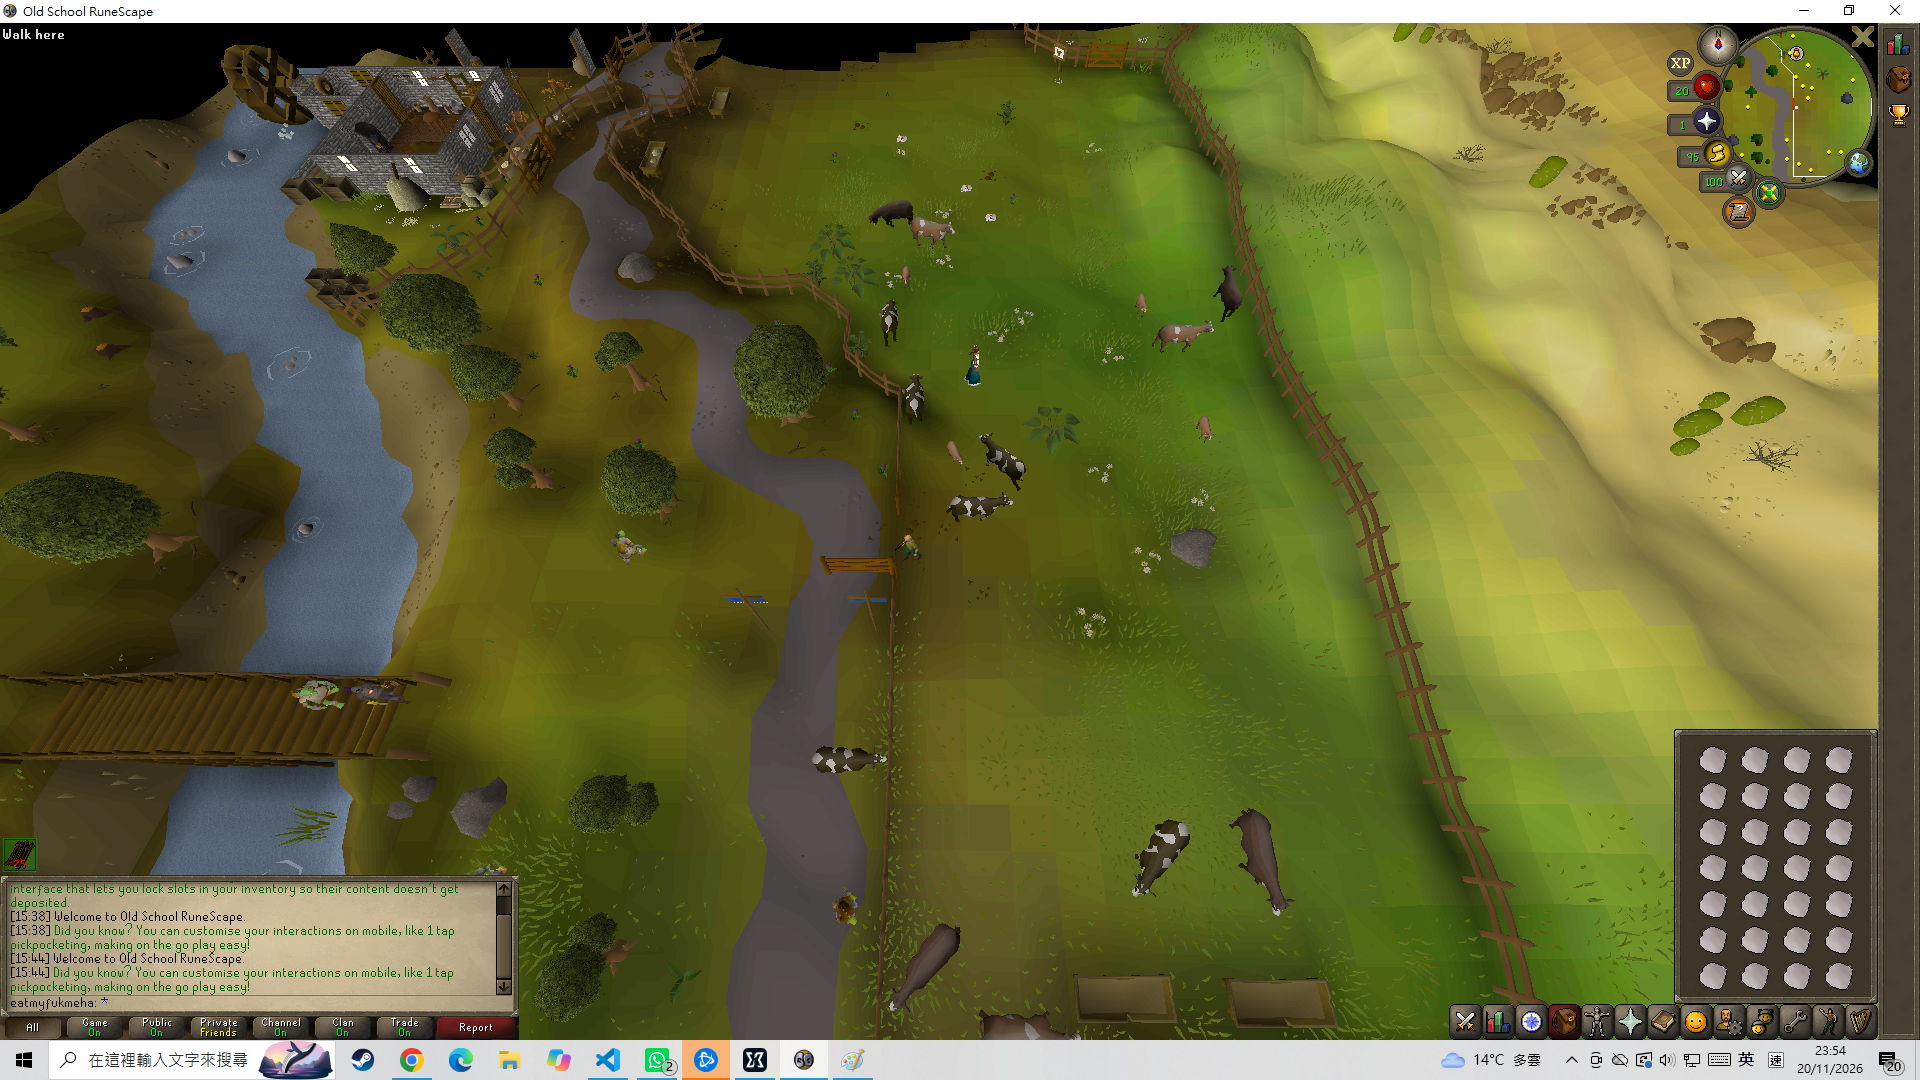 Old School RuneScape
Walk here
N
XP
20
1
95
100
25
interface that lets you lock slots in your inventory so their content doesn't get
deposited.
[15:38] Welcome to Old School RuneScape.
[15:38] Did you know? You can customise your interactions on mobile, like 1 tap
pickpocketing, making on the go play easy!
[15:44] Welcome to Old School RuneScape.
[15:44] Did you know? You can customise your interactions on mobile, like 1 tap
pickpocketing, making on the go play easy!
eatmyfukmeha: *
All
Game
On
Public
On
Private
Friends
Channel
On
Clan
On
Trade
On
Report
在這裡輸入文字來搜尋
2
14°C 多雲
英
速
23:54
20/11/2026
20